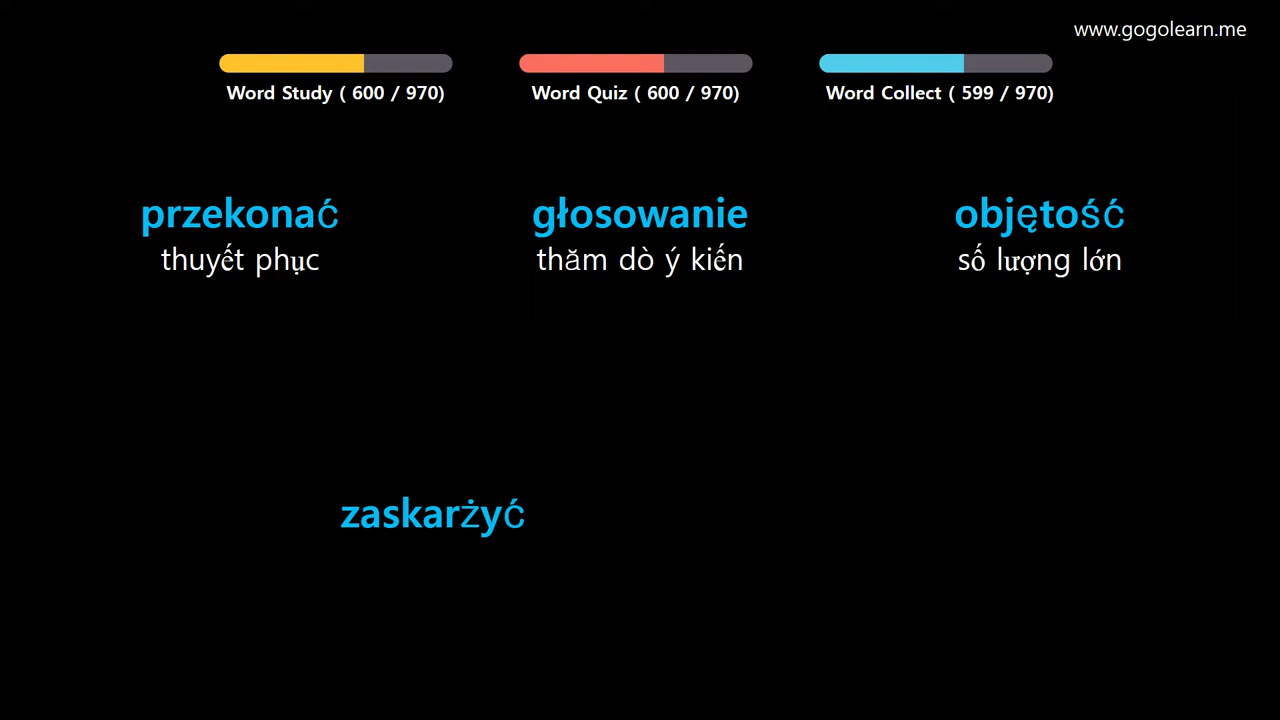 www.gogolearn.me
Word Study ( 600 / 970)
Word Quiz ( 600 / 970)
Word Collect ( 599 / 970)
przekonać
thuyết phục
głosowanie
thăm dò ý kiến
objętość
số lượng lớn
zaskarżyć